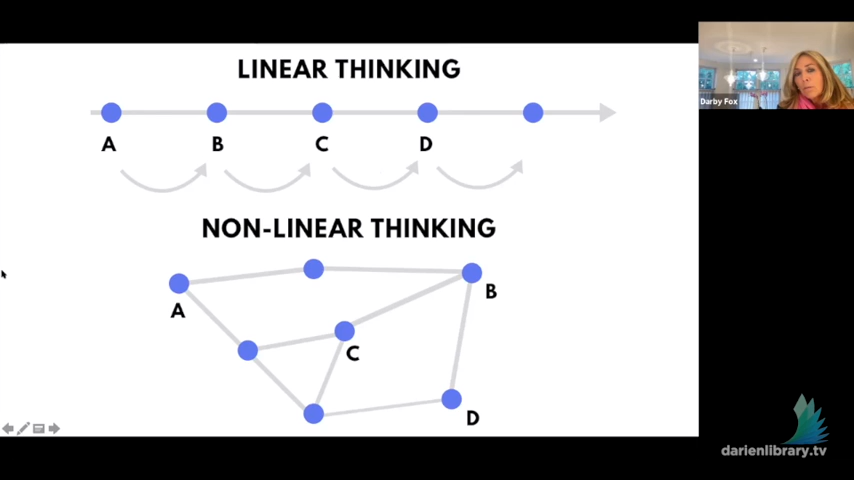 LINEAR THINKING
A B C D
NON-LINEAR THINKING
A
B
C
D
Darby Fox
darienlibrary.tv